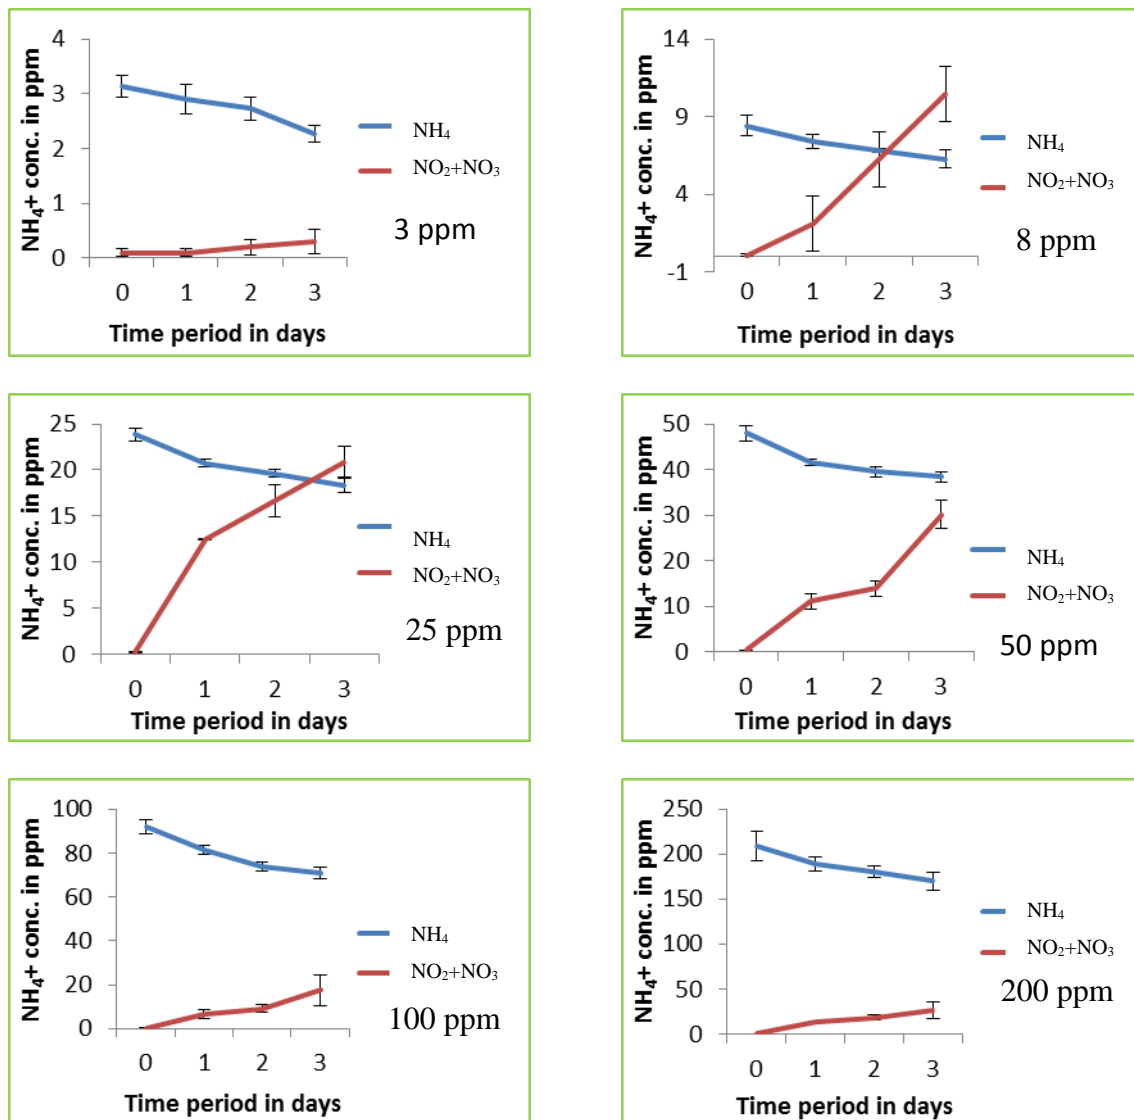 NH₄+ conc. in ppm
4
3
2
1
0
0 1 2 3
Time period in days
NH₄
NO₂+NO₃
3 ppm
NH₄+ conc. in ppm
14
9
4
-1
0 1 2 3
Time period in days
NH₄
NO₂+NO₃
8 ppm
NH₄+ conc. in ppm
25
20
15
10
5
0
0 1 2 3
Time period in days
NH₄
NO₂+NO₃
25 ppm
NH₄+ conc. in ppm
50
40
30
20
10
0
0 1 2 3
Time period in days
NH₄
NO₂+NO₃
50 ppm
NH₄+ conc. in ppm
100
80
60
40
20
0
0 1 2 3
Time period in days
NH₄
NO₂+NO₃
100 ppm
NH₄+ conc. in ppm
250
200
150
100
50
0
0 1 2 3
Time period in days
NH₄
NO₂+NO₃
200 ppm